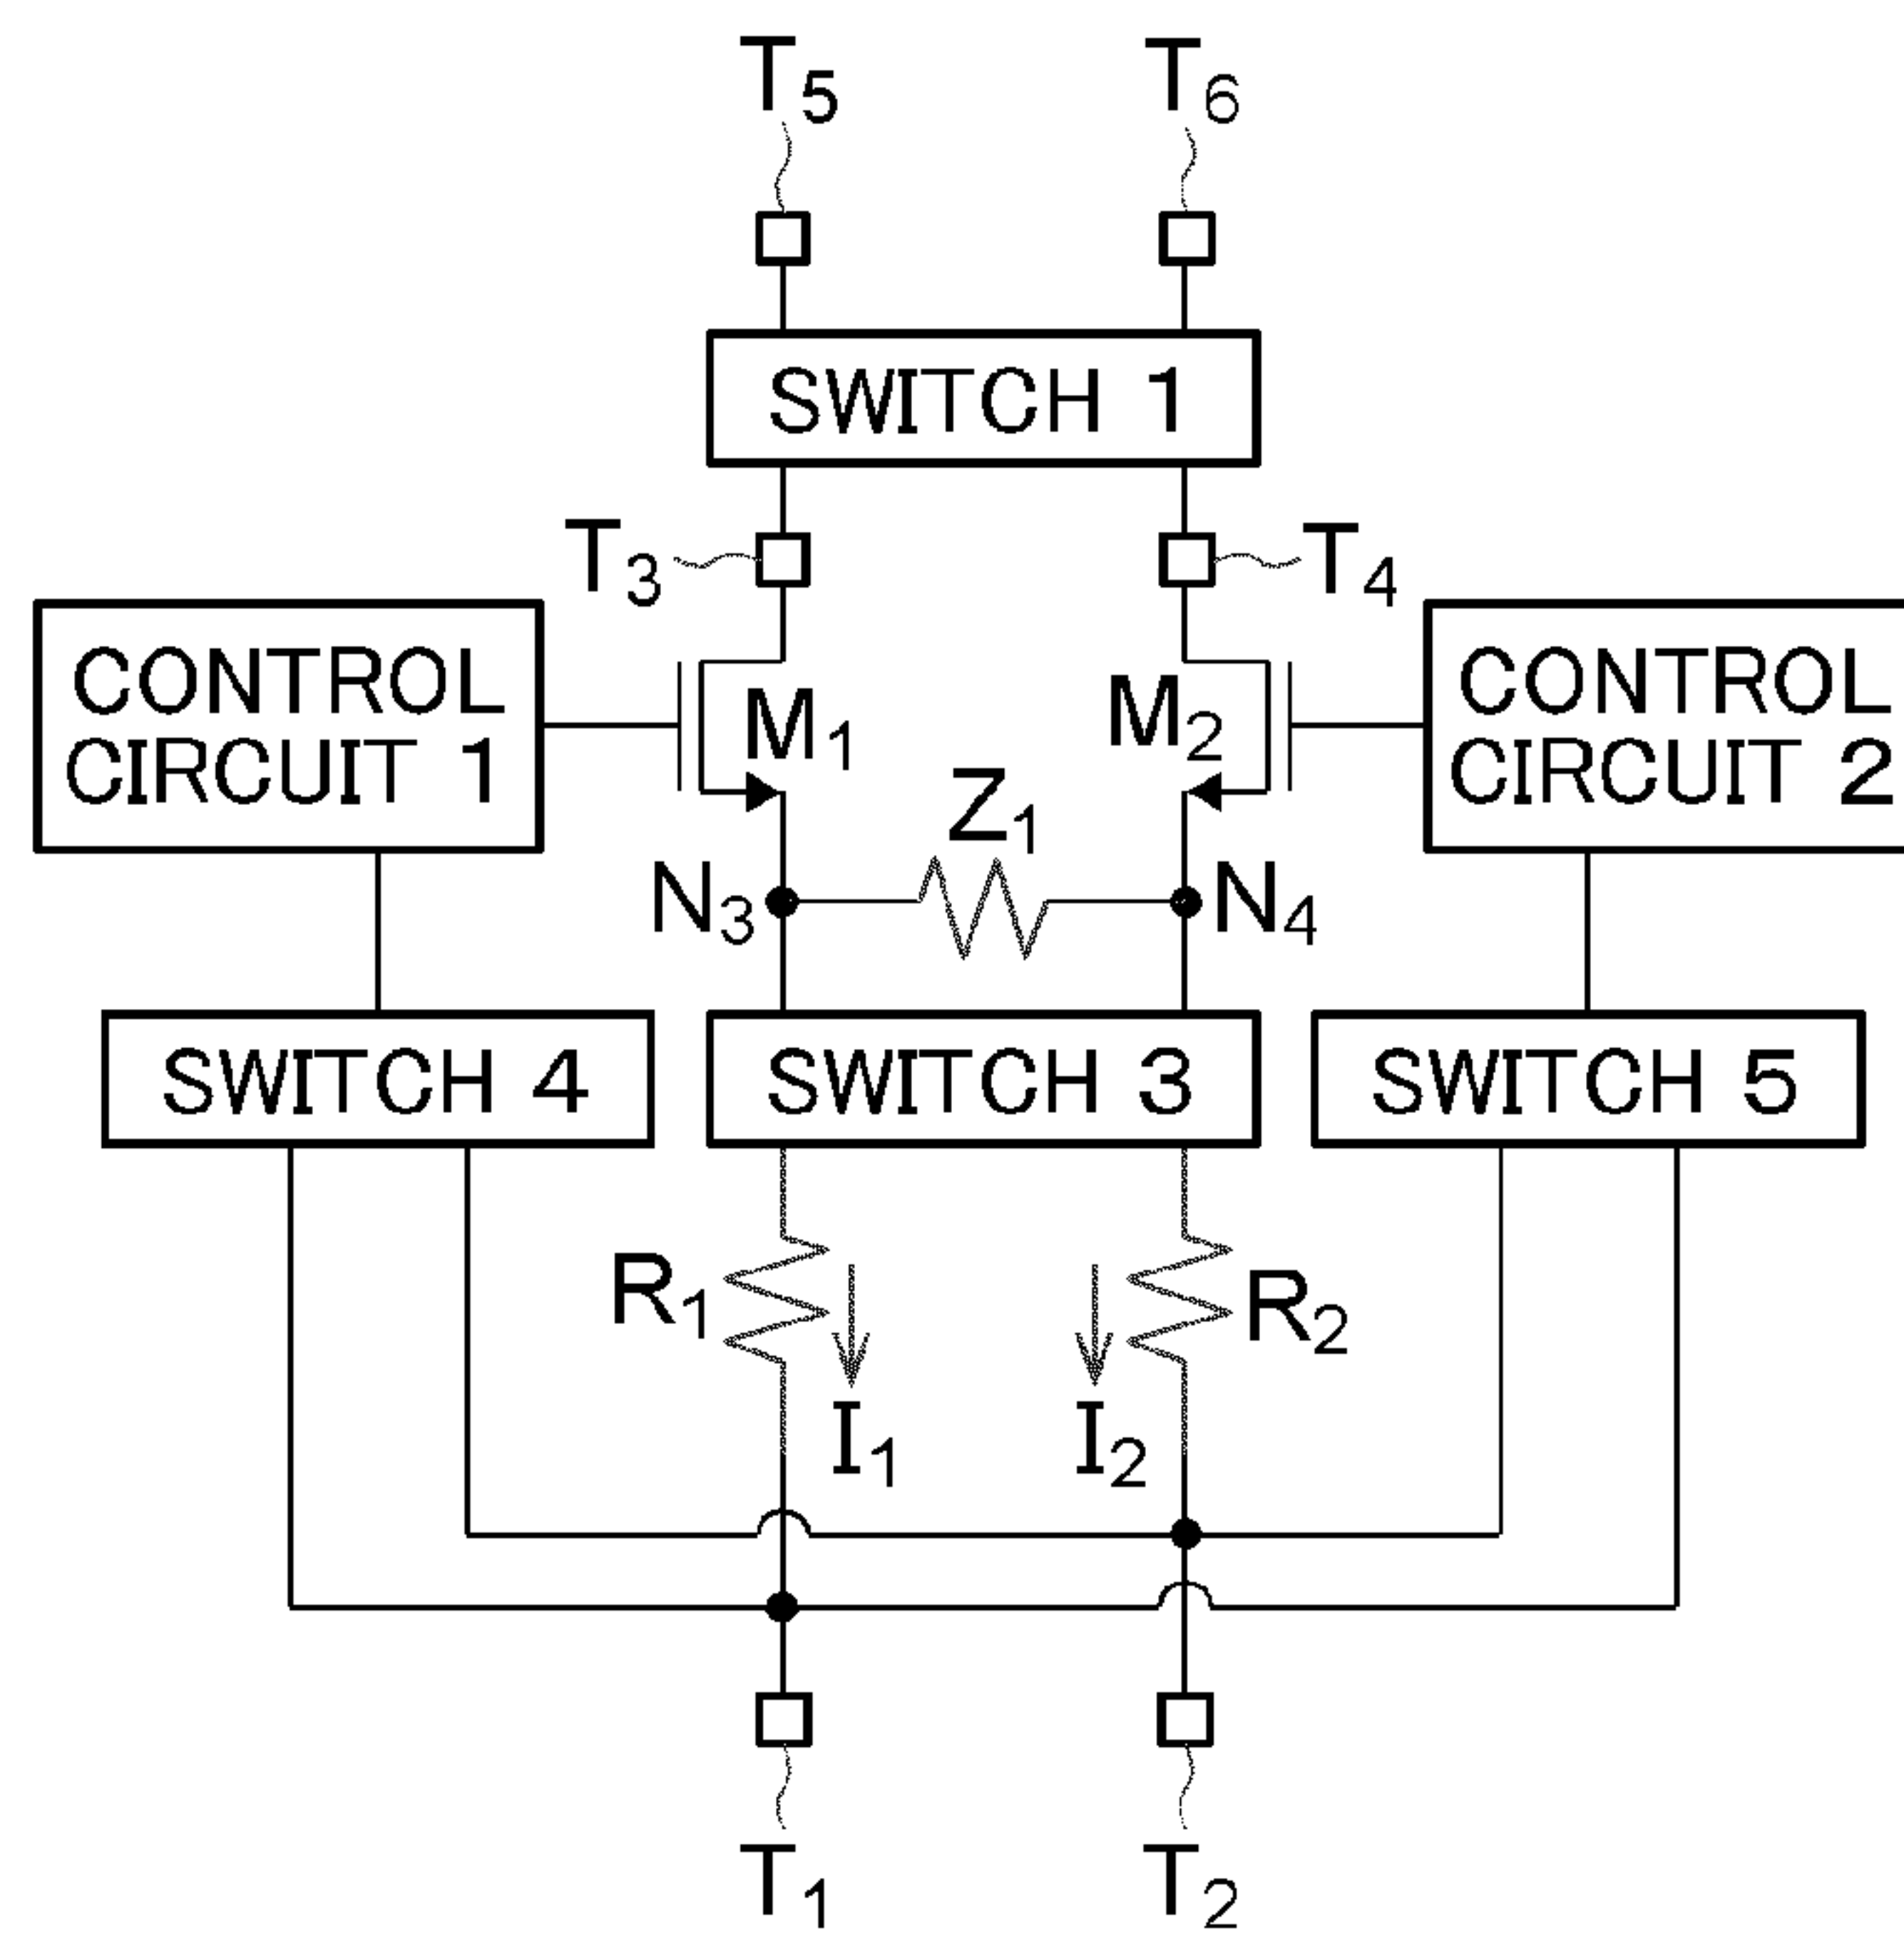 T5 T6
SWITCH 1
T3 T4
CONTROL
CIRCUIT 1
M1 M2
CONTROL
CIRCUIT 2
Z1
N3 N4
SWITCH 4
SWITCH 3
SWITCH 5
R1 R2
I1 I2
T1 T2